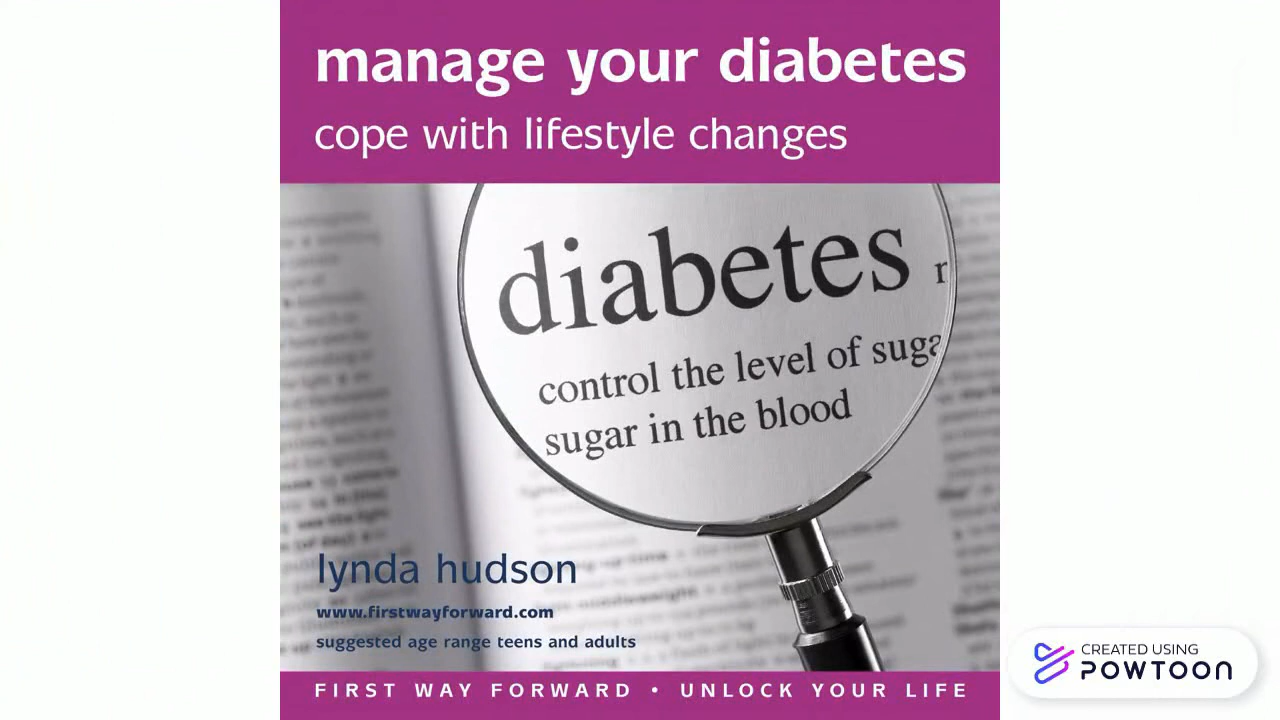 manage your diabetes
cope with lifestyle changes
diabetes
control the level of suga
sugar in the blood
lynda hudson
www.firstwayforward.com
suggested age range teens and adults
FIRST WAY FORWARD • UNLOCK YOUR LIFE
CREATED USING
POWTOON